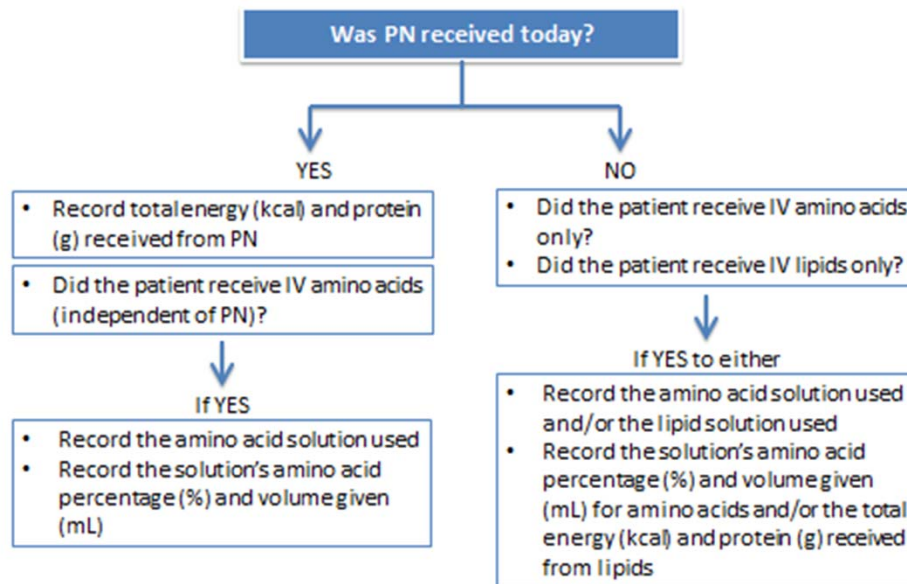 Was PN received today?
YES
• Record total energy (kcal) and protein
(g) received from PN
• Did the patient receive IV amino acids
(independent of PN)?
If YES
• Record the amino acid solution used
• Record the solution's amino acid
percentage (%) and volume given
(mL)
NO
• Did the patient receive IV amino acids
only?
• Did the patient receive IV lipids only?
If YES to either
• Record the amino acid solution used
and/or the lipid solution used
• Record the solution's amino acid
percentage (%) and volume given
(mL) for amino acids and/or the total
energy (kcal) and protein (g) received
from lipids